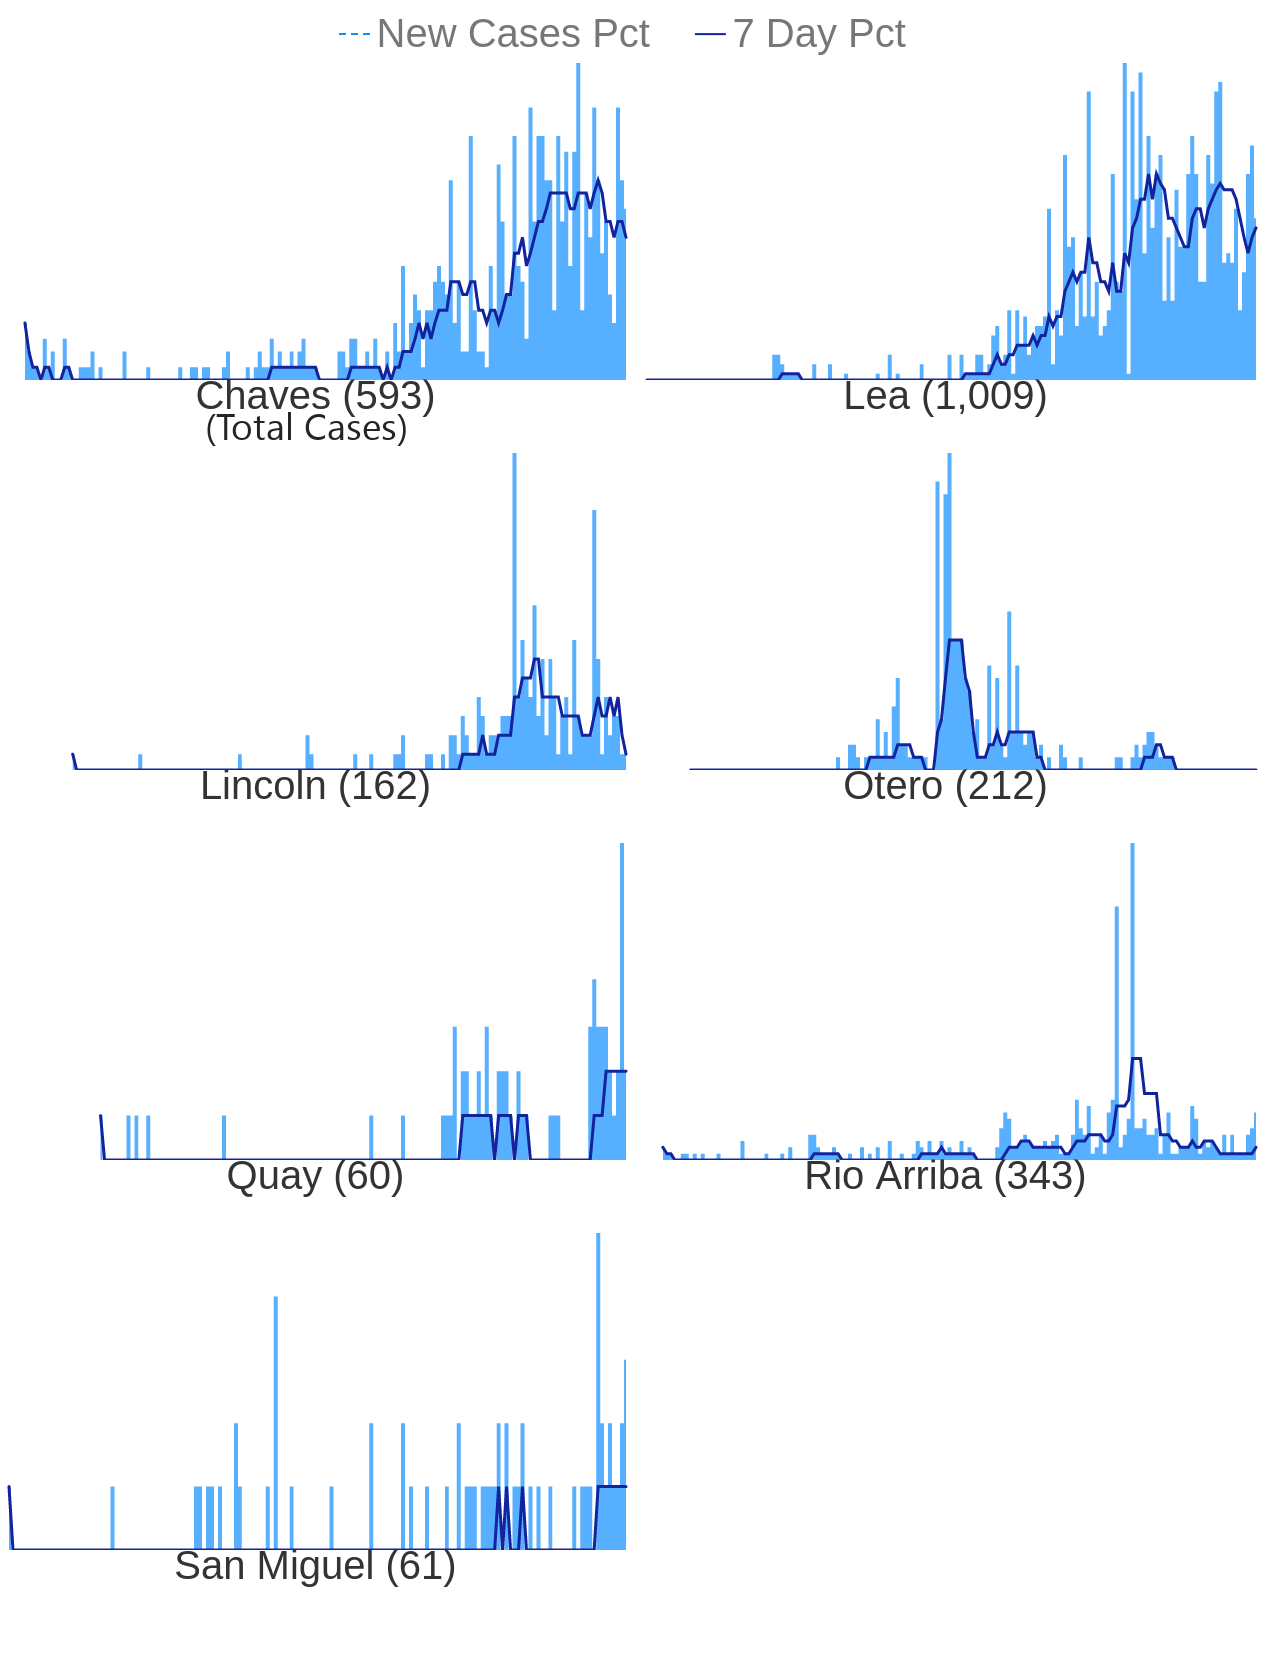 New Cases Pct 7 Day Pct
Chaves (593) Lea (1,009)
(Total Cases)
Lincoln (162) Otero (212)
Quay (60) Rio Arriba (343)
San Miguel (61)